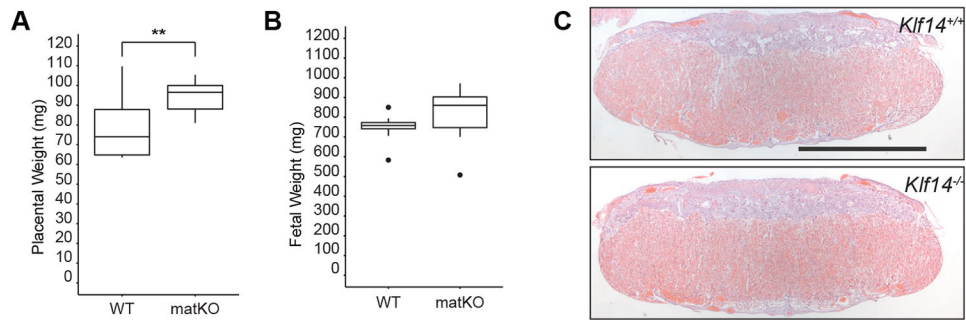 A
Placental Weight (mg)
120
110
100
90
80
70
60
50
40
30
20
10
0
**
WT
matKO
B
Fetal Weight (mg)
1200
1100
1000
900
800
700
600
500
400
300
200
100
0
WT
matKO
C
Klf14+/+
Klf14-/-